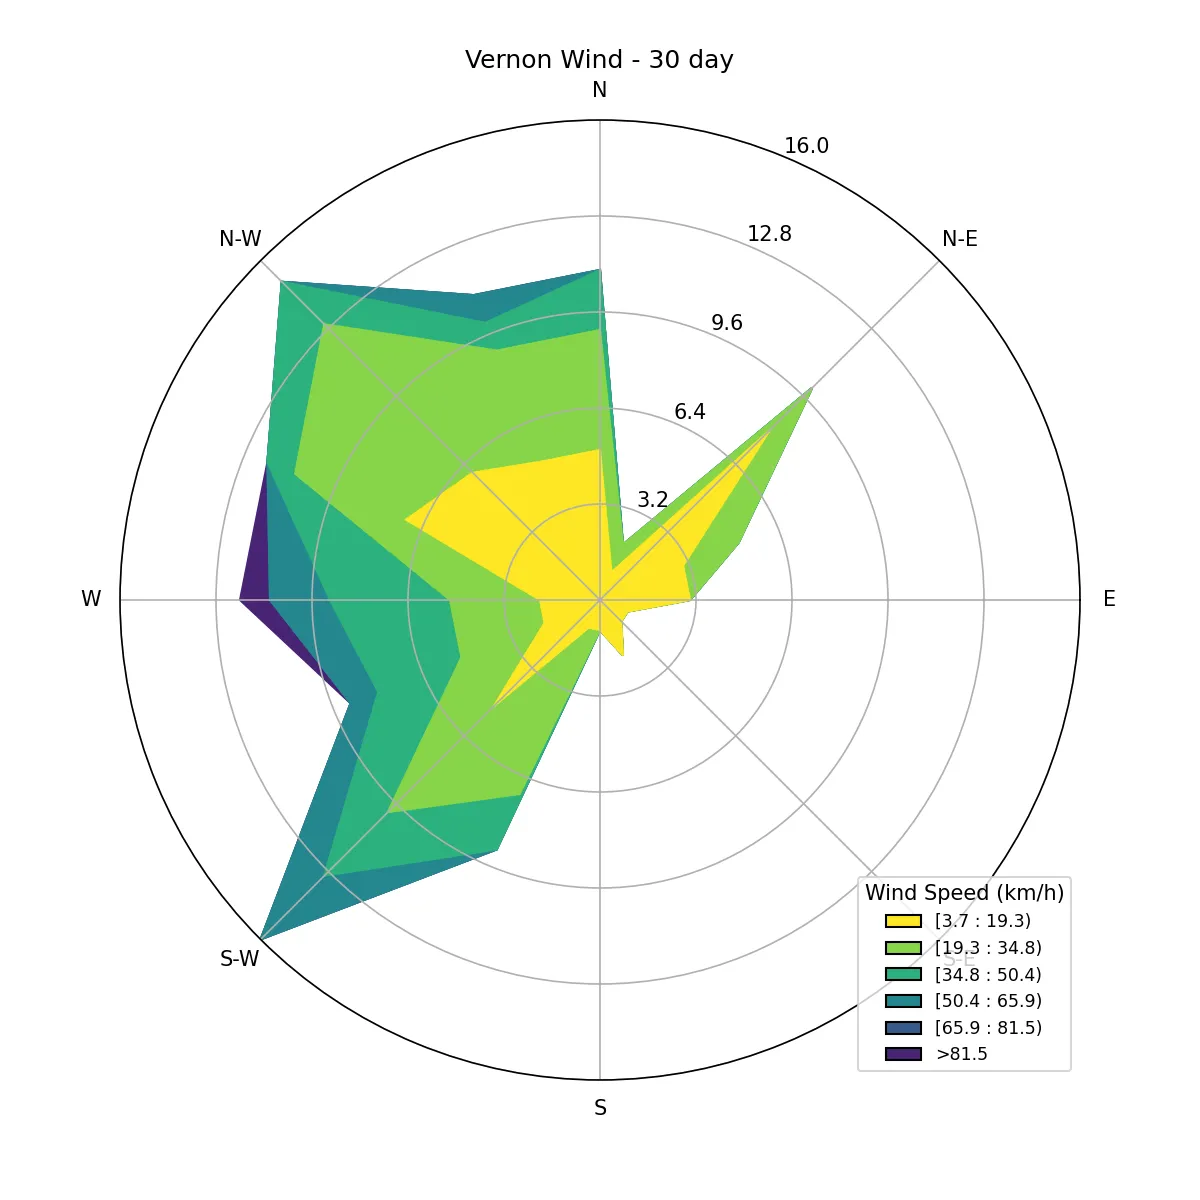 Vernon Wind - 30 day
N
16.0
12.8
N-W
N-E
9.6
6.4
3.2
W
E
S-W
S-E
Wind Speed (km/h)
[3.7 : 19.3)
[19.3 : 34.8)
[34.8 : 50.4)
[50.4 : 65.9)
[65.9 : 81.5)
>81.5
S